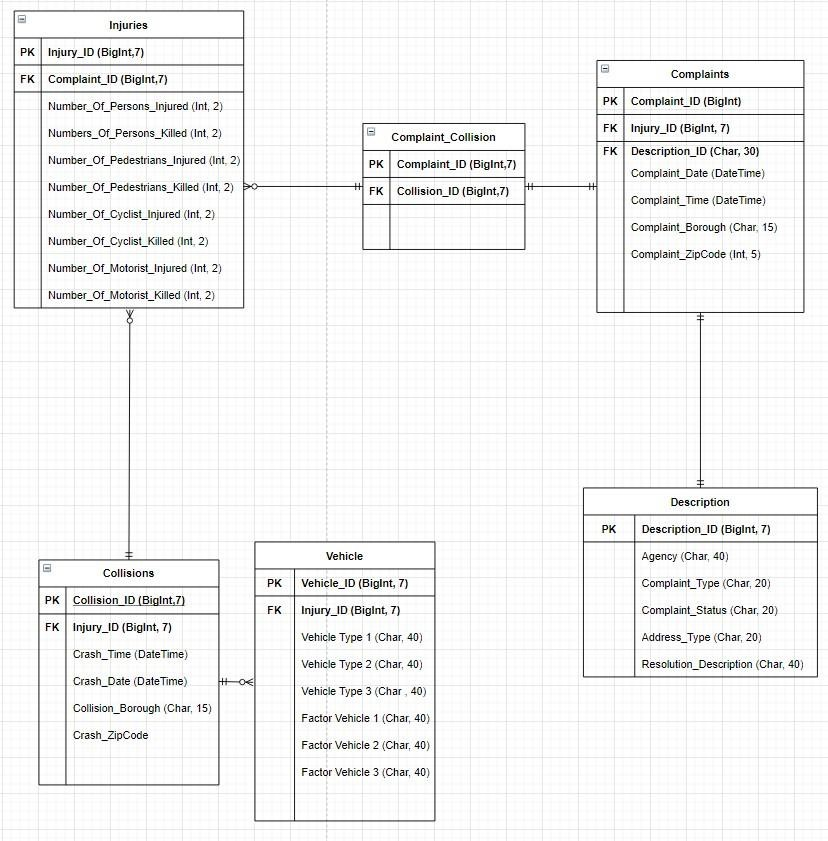 Injuries
PK Injury_ID (BigInt,7)
FK Complaint_ID (BigInt,7)
Number_Of_Persons_Injured (Int, 2)
Numbers_Of_Persons_Killed (Int, 2)
Number_Of_Pedestrians_Injured (Int, 2)
Number_Of_Pedestrians_Killed (Int, 2)
Number_Of_Cyclist_Injured (Int, 2)
Number_Of_Cyclist_Killed (Int, 2)
Number_Of_Motorist_Injured (Int, 2)
Number_Of_Motorist_Killed (Int, 2)
Complaint_Collision
PK Complaint_ID (BigInt,7)
FK Collision_ID (BigInt,7)
Complaints
PK Complaint_ID (BigInt)
FK Injury_ID (BigInt, 7)
FK Description_ID (Char, 30)
Complaint_Date (DateTime)
Complaint_Time (DateTime)
Complaint_Borough (Char, 15)
Complaint_ZipCode (Int, 5)
Collisions
PK Collision_ID (BigInt,7)
FK Injury_ID (BigInt, 7)
Crash_Time (DateTime)
Crash_Date (DateTime)
Collision_Borough (Char, 15)
Crash_ZipCode
Vehicle
PK Vehicle_ID (BigInt, 7)
FK Injury_ID (BigInt, 7)
Vehicle Type 1 (Char, 40)
Vehicle Type 2 (Char, 40)
Vehicle Type 3 (Char , 40)
Factor Vehicle 1 (Char, 40)
Factor Vehicle 2 (Char, 40)
Factor Vehicle 3 (Char, 40)
Description
PK Description_ID (BigInt, 7)
Agency (Char, 40)
Complaint_Type (Char, 20)
Complaint_Status (Char, 20)
Address_Type (Char, 20)
Resolution_Description (Char, 40)